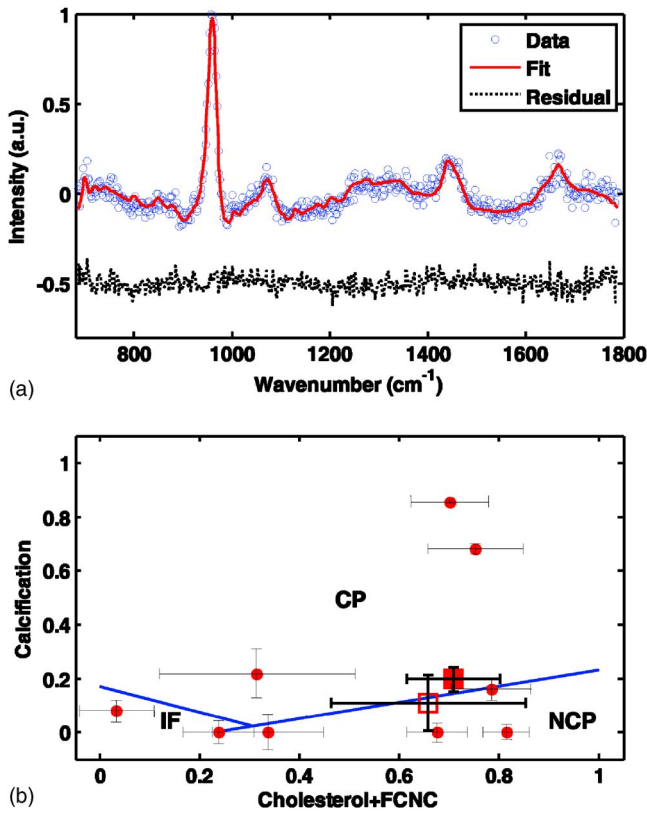 1
Data
Fit
Residual
0.5
0
-0.5
Intensity (a.u.)
800 1000 1200 1400 1600 1800
Wavenumber (cm⁻¹)
(a)
1
0.8
0.6
0.4
0.2
0
Calcification
CP
IF
NCP
0 0.2 0.4 0.6 0.8 1
Cholesterol+FCNC
(b)